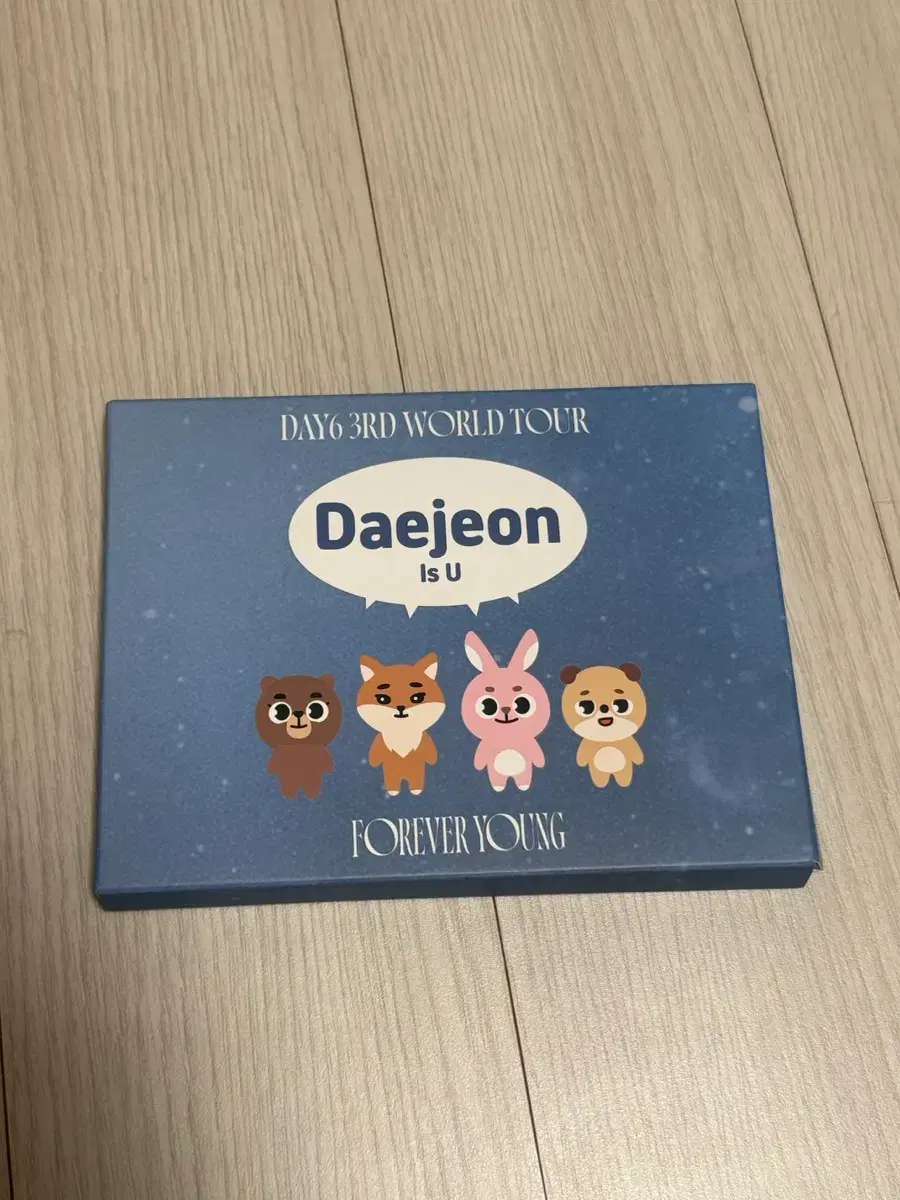 DAY6 3RD WORLD TOUR
Daejeon
Is U
FOREVER YOUNG